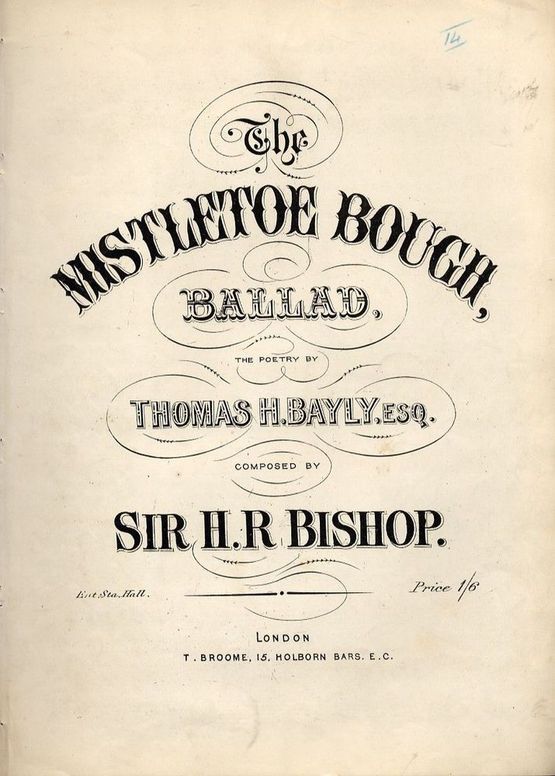 14
The
MISTLETOE BOUGH,
BALLAD,
THE POETRY BY
THOMAS H. BAYLY, ESQ.
COMPOSED BY
SIR H.R BISHOP.
Ent. Sta. Hall.
Price 1/6
LONDON
T. BROOME, 15, HOLBORN BARS. E.C.